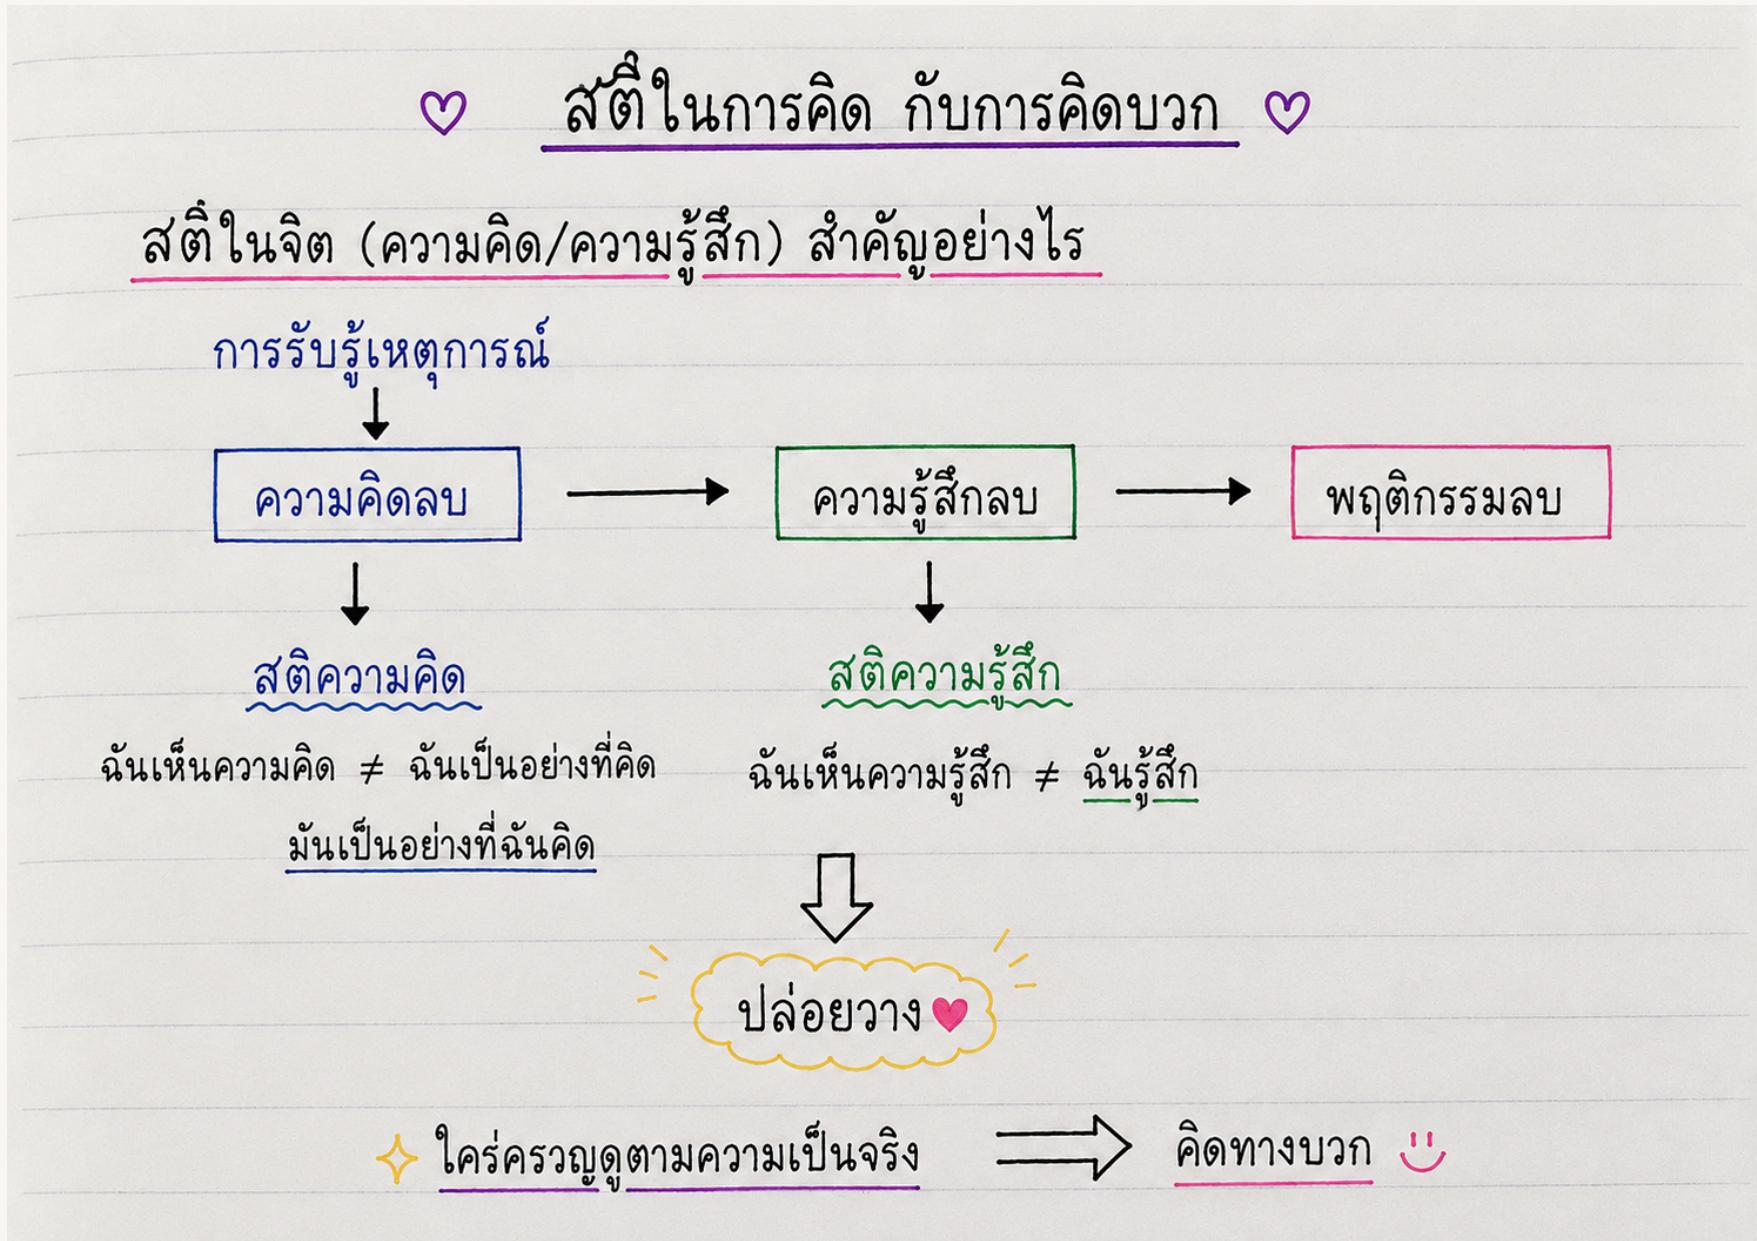 สติ๋ในการคิด กับการคิดบวก
สติ๋ในจิต (ความคิด/ความรู้สึก) สำคัญอย่างไร
การรับรู้เหตุการณ์
ความคิดลบ
ความรู้สึกลบ
พฤติกรรมลบ
สติความคิด
สติความรู้สึก
ฉันเห็นความคิด ≠ ฉันเป็นอย่างที่คิด
มันเป็นอย่างที่ฉันคิด
ฉันเห็นความรู้สึก ≠ ฉันรู้สึก
ปล่อยวาง
ใคร่ครวญดูตามความเป็นจริง
คิดทางบวก